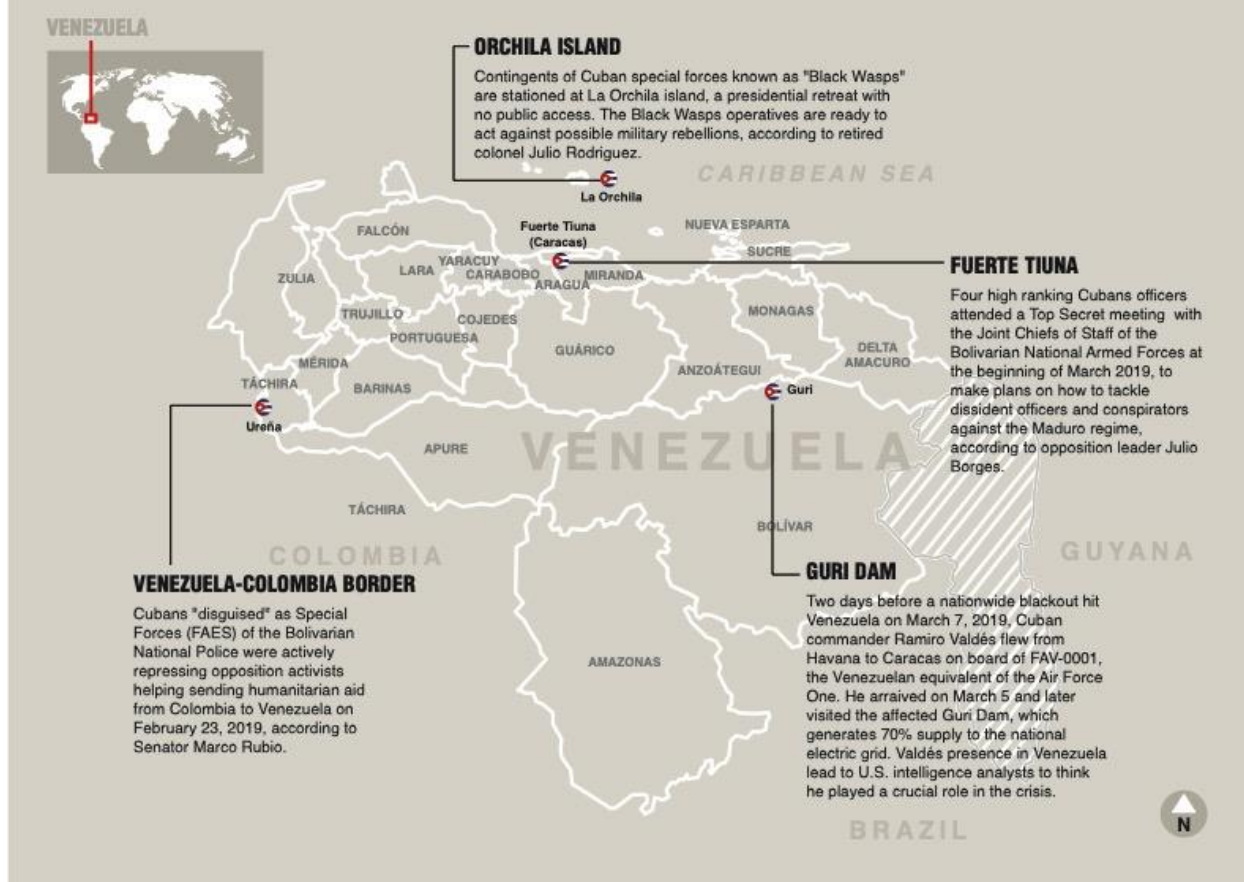 VENEZUELA
ORCHILA ISLAND
Contingents of Cuban special forces known as "Black Wasps"
are stationed at La Orchila island, a presidential retreat with
no public access. The Black Wasps operatives are ready to
act against possible military rebellions, according to retired
colonel Julio Rodriguez.
CARIBBEAN SEA
La Orchila
Fuerte Tiuna
(Caracas)
NUEVA ESPARTA
FALCÓN
SUCRE
YARACUY
LARA
CARABOBO
MIRANDA
ZULIA
ARAGUA
TRUJILLO
COJEDES
MONAGAS
PORTUGUESA
GUÁRICO
DELTA
AMACURO
MÉRIDA
ANZOÁTEGUI
TÁCHIRA
BARINAS
Guri
Ureña
APURE
VENEZUELA
TÁCHIRA
BOLÍVAR
COLOMBIA
GUYANA
AMAZONAS
BRAZIL
FUERTE TIUNA
Four high ranking Cubans officers
attended a Top Secret meeting with
the Joint Chiefs of Staff of the
Bolivarian National Armed Forces at
the beginning of March 2019, to
make plans on how to tackle
dissident officers and conspirators
against the Maduro regime,
according to opposition leader Julio
Borges.
VENEZUELA-COLOMBIA BORDER
Cubans "disguised" as Special
Forces (FAES) of the Bolivarian
National Police were actively
repressing opposition activists
helping sending humanitarian aid
from Colombia to Venezuela on
February 23, 2019, according to
Senator Marco Rubio.
GURI DAM
Two days before a nationwide blackout hit
Venezuela on March 7, 2019, Cuban
commander Ramiro Valdés flew from
Havana to Caracas on board of FAV-0001,
the Venezuelan equivalent of the Air Force
One. He arraived on March 5 and later
visited the affected Guri Dam, which
generates 70% supply to the national
electric grid. Valdés presence in Venezuela
lead to U.S. intelligence analysts to think
he played a crucial role in the crisis.
N